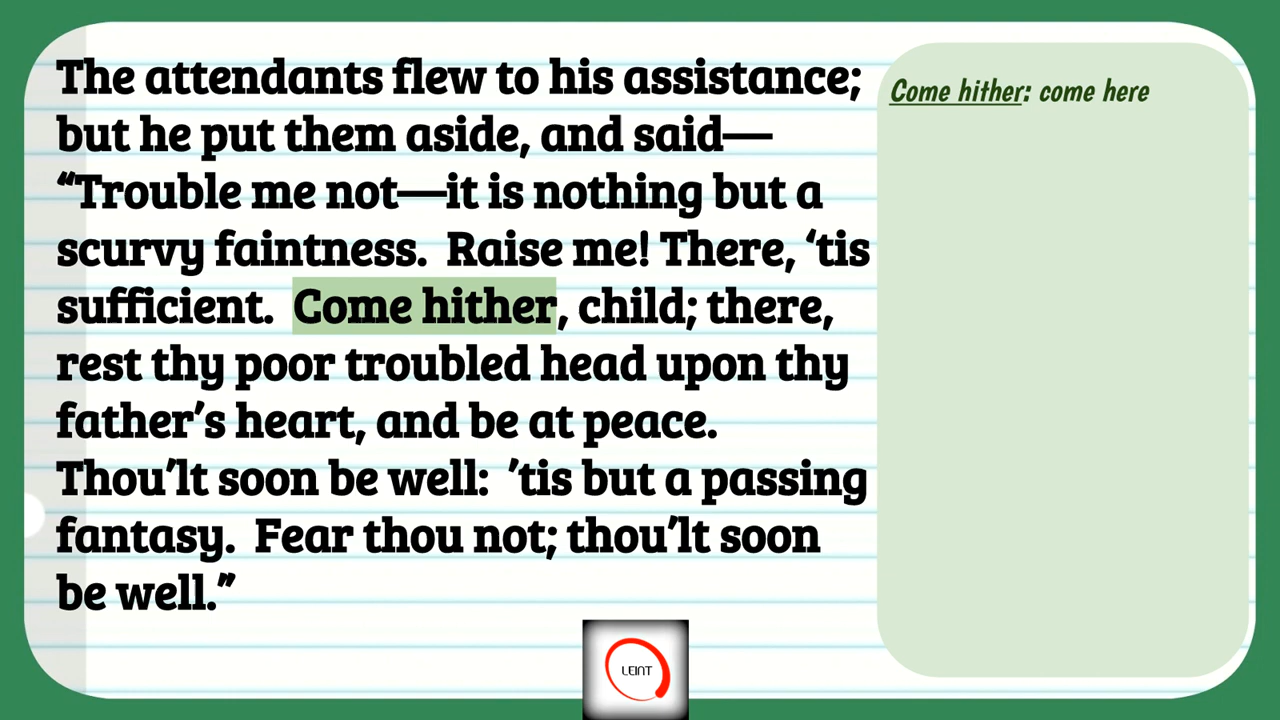 The attendants flew to his assistance;
but he put them aside, and said—
“Trouble me not—it is nothing but a
scurvy faintness.  Raise me! There, ‘tis
sufficient.  Come hither, child; there,
rest thy poor troubled head upon thy
father’s heart, and be at peace.
Thou’lt soon be well:  ’tis but a passing
fantasy.  Fear thou not; thou’lt soon
be well.”
Come hither: come here
LEINT